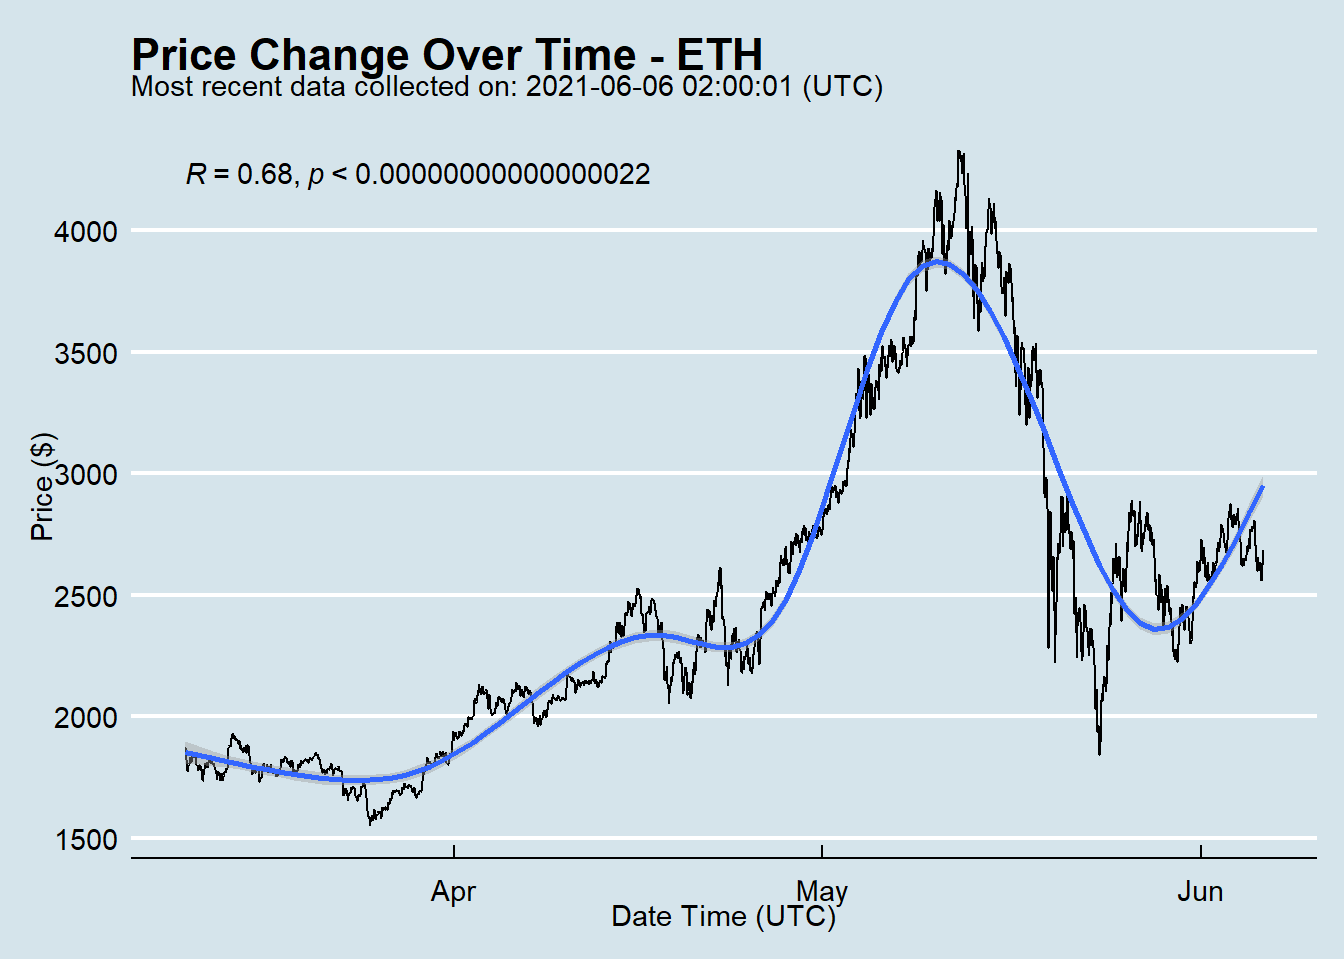 Price Change Over Time - ETH
Most recent data collected on: 2021-06-06 02:00:01 (UTC)
R = 0.68, p < 0.00000000000000022
4000
3500
3000
2500
2000
1500
Price ($)
Apr
May
Jun
Date Time (UTC)